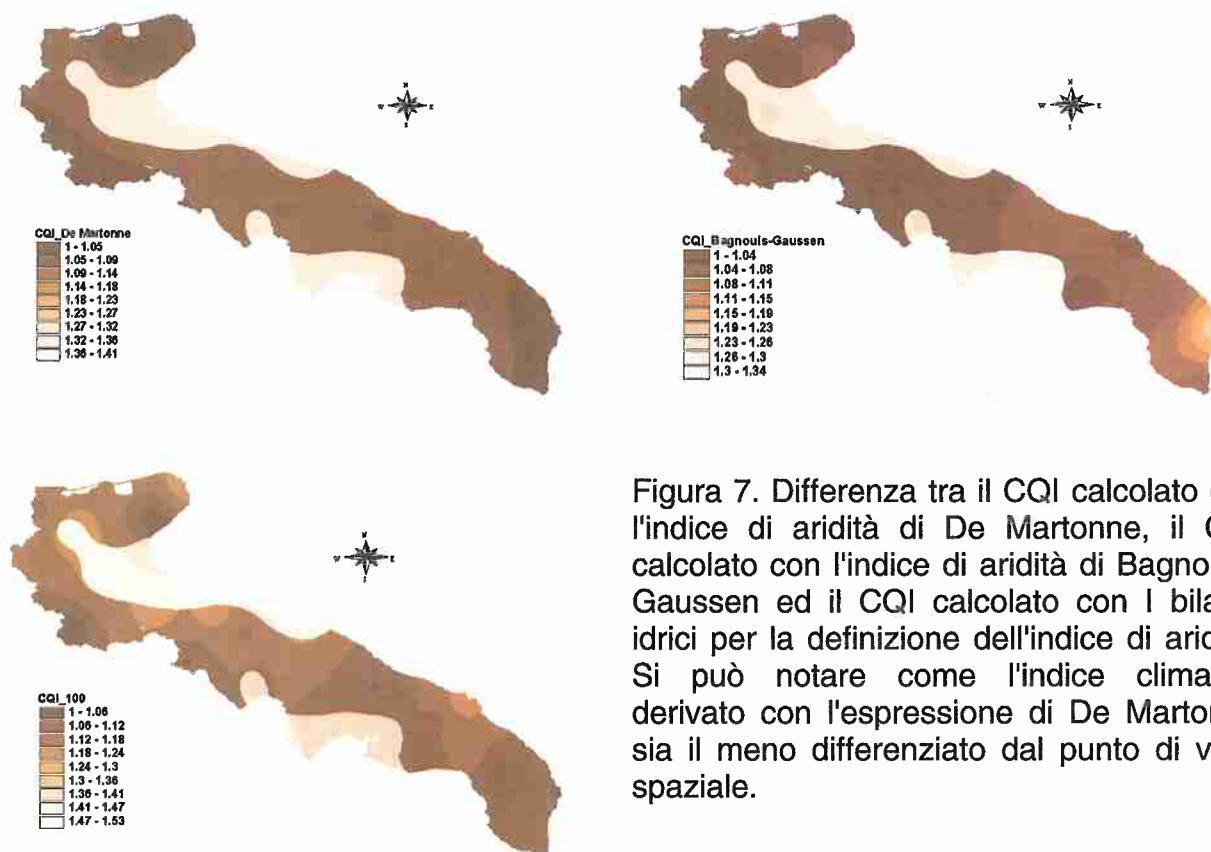 N
W E
S
CQI_De Martonne
1 - 1.05
1.05 - 1.09
1.09 - 1.14
1.14 - 1.18
1.18 - 1.23
1.23 - 1.27
1.27 - 1.32
1.32 - 1.36
1.36 - 1.41
N
W E
S
CQI_Bagnouls-Gaussen
1 - 1.04
1.04 - 1.08
1.08 - 1.11
1.11 - 1.15
1.15 - 1.19
1.19 - 1.23
1.23 - 1.26
1.26 - 1.3
1.3 - 1.34
N
W E
S
CQI_100
1 - 1.06
1.06 - 1.12
1.12 - 1.18
1.18 - 1.24
1.24 - 1.3
1.3 - 1.36
1.36 - 1.41
1.41 - 1.47
1.47 - 1.53
Figura 7. Differenza tra il CQI calcolato
l'indice di aridità di De Martonne, il
calcolato con l'indice di aridità di Bagno
Gaussen ed il CQI calcolato con I bila
idrici per la definizione dell'indice di arid
Si può notare come l'indice clima
derivato con l'espressione di De Marto
sia il meno differenziato dal punto di v
spaziale.